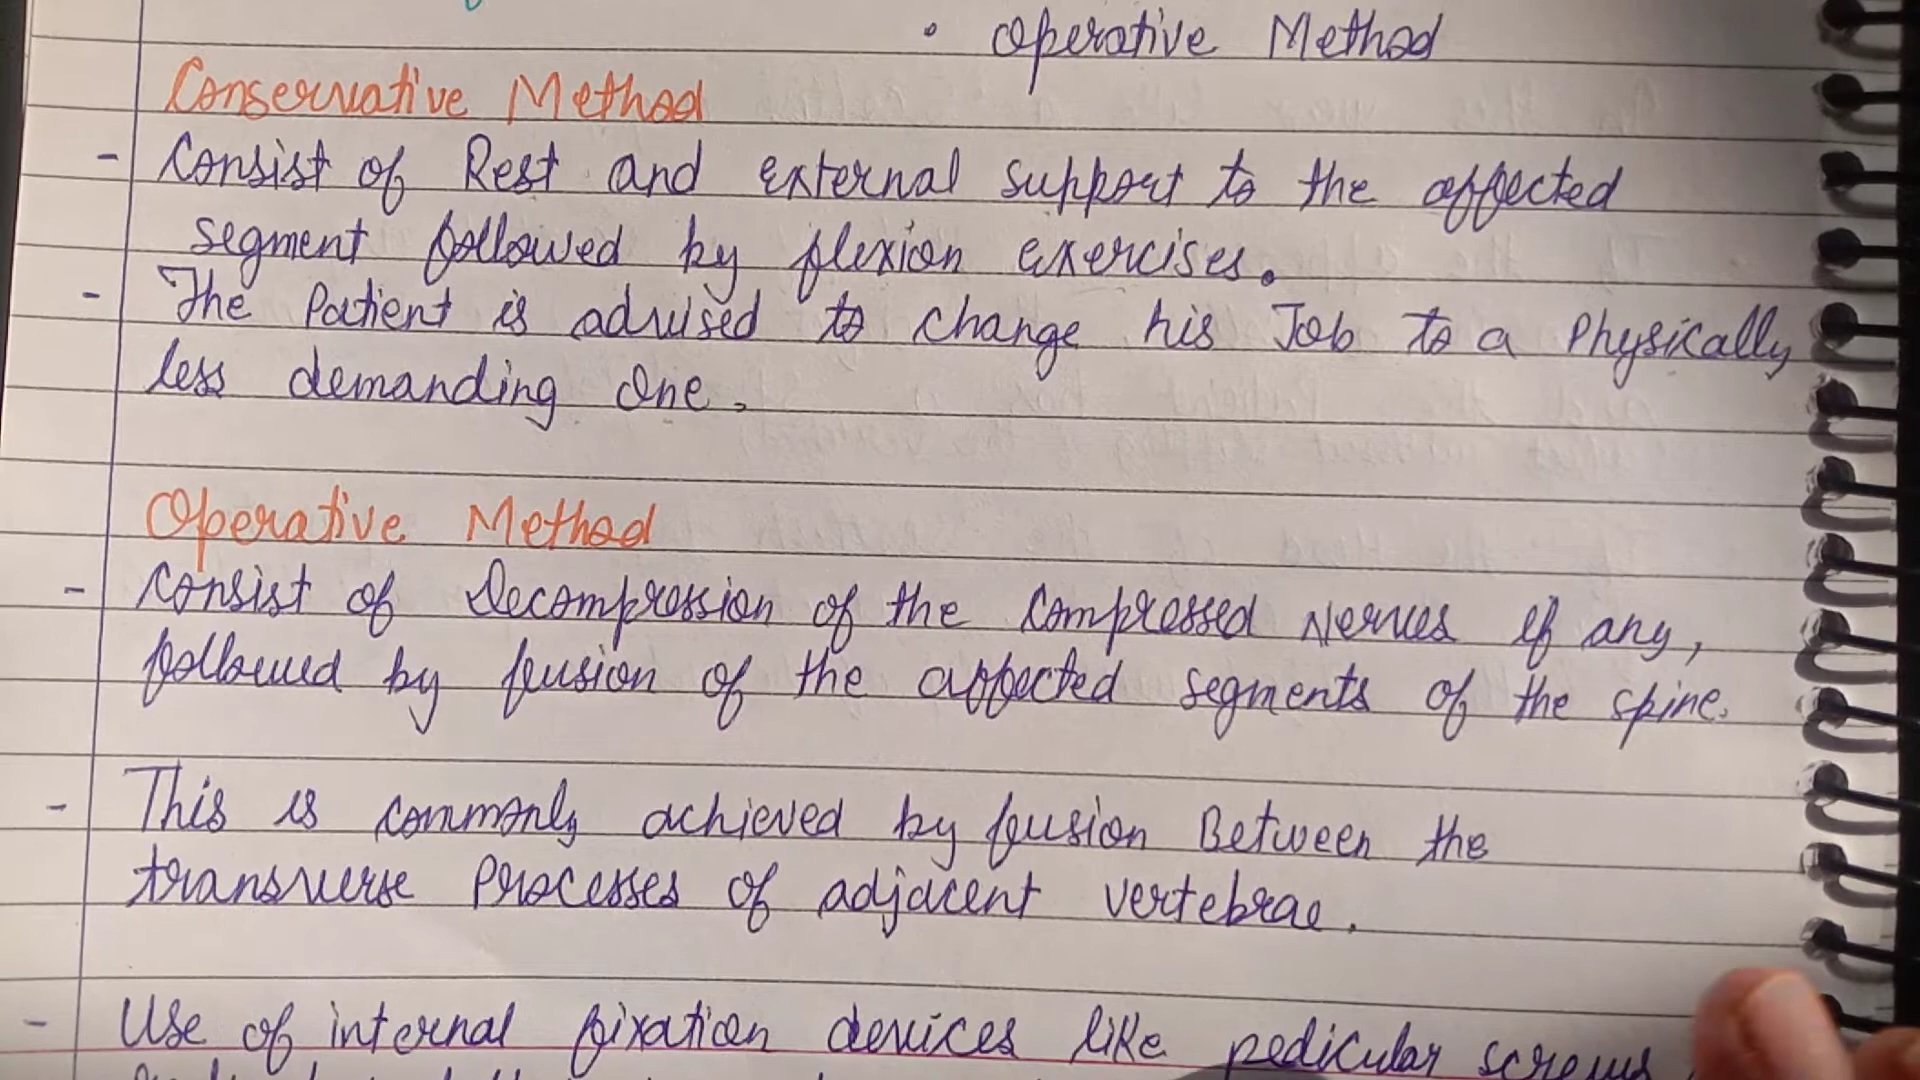 • Operative Method
Conservative Method
- Consist of Rest and external support to the affected
segment followed by flexion exercises.
- The Patient is advised to change his Job to a Physically
less demanding one.
Operative Method
- Consist of Decompression of the Compressed Nerves if any,
followed by fusion of the affected segments of the spine.
- This is commonly achieved by fusion Between the
transverse Processes of adjacent vertebrae.
- Use of internal fixation devices like pedicular screws